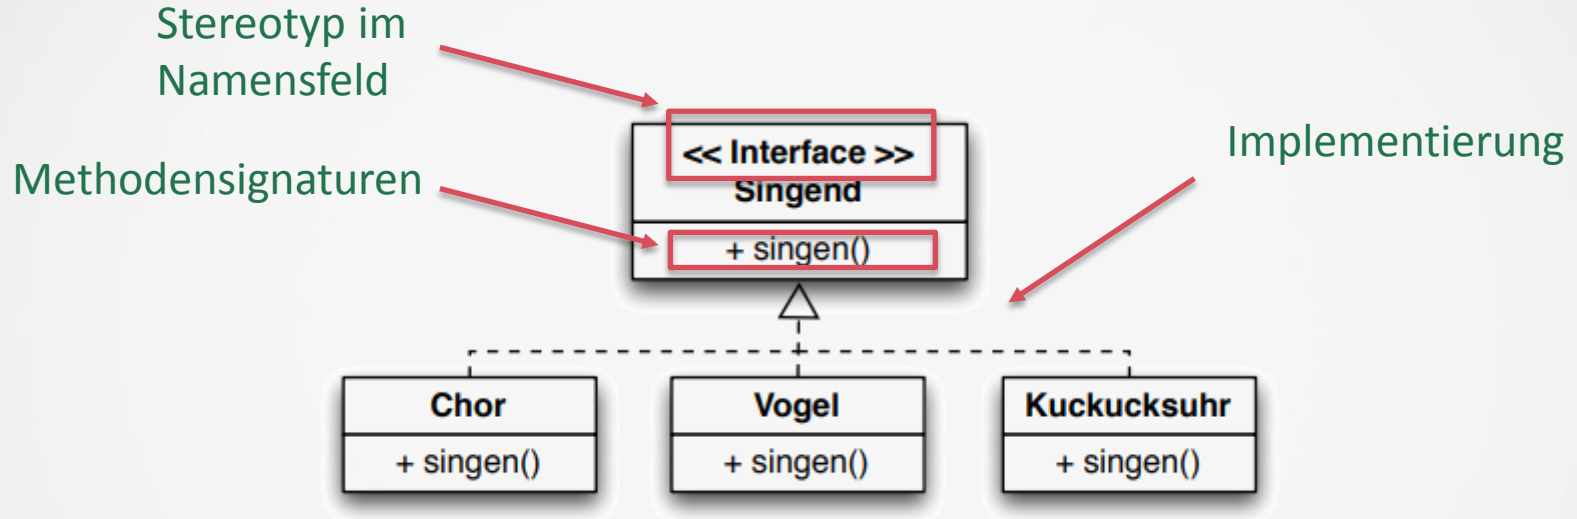 Stereotyp im
Namensfeld
Methodensignaturen
Implementierung
<< Interface >>
Singend
+ singen()
Chor
+ singen()
Vogel
+ singen()
Kuckucksuhr
+ singen()